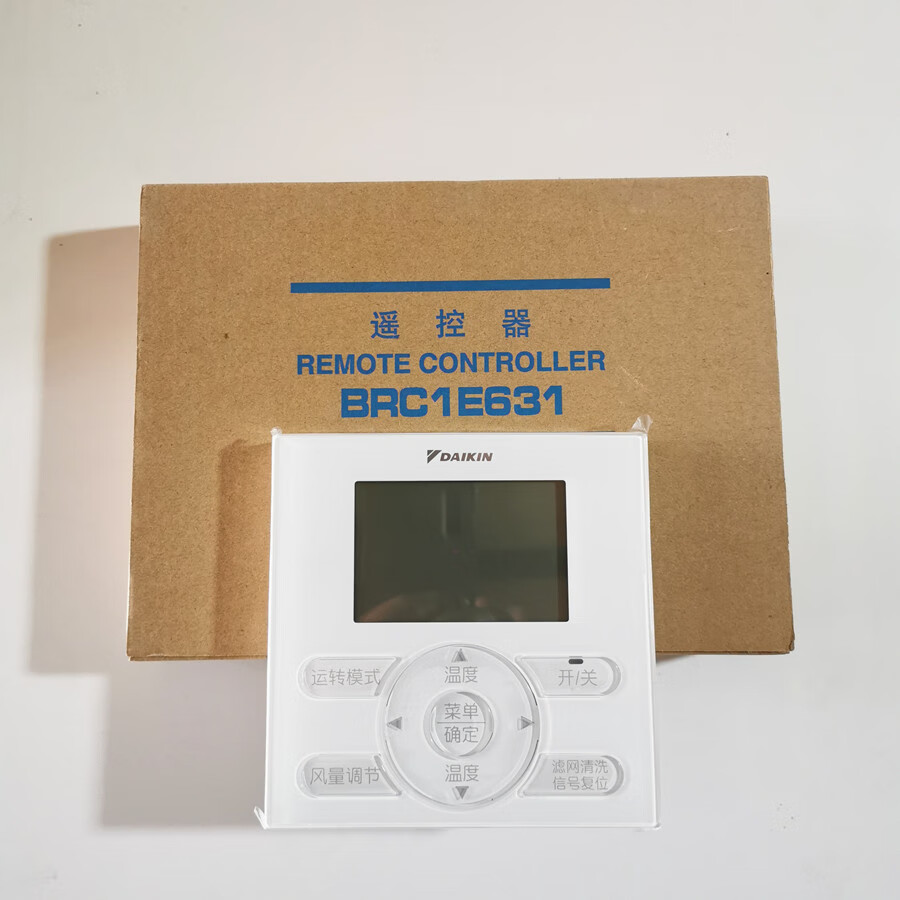 遥控器
REMOTE CONTROLLER
BRC1E631
DAIKIN
运转模式
温度
开/关
菜单
确定
风量调节
温度
滤网清洗
信号复位